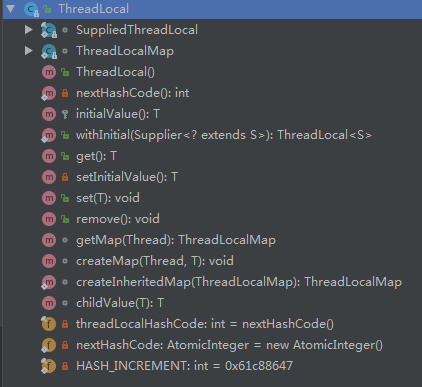 ThreadLocal
SuppliedThreadLocal
ThreadLocalMap
ThreadLocal()
nextHashCode(): int
initialValue(): T
withInitial(Supplier<? extends S>): ThreadLocal<S>
get(): T
setInitialValue(): T
set(T): void
remove(): void
getMap(Thread): ThreadLocalMap
createMap(Thread, T): void
createInheritedMap(ThreadLocalMap): ThreadLocalMap
childValue(T): T
threadLocalHashCode: int = nextHashCode()
nextHashCode: AtomicInteger = new AtomicInteger()
HASH_INCREMENT: int = 0x61c88647